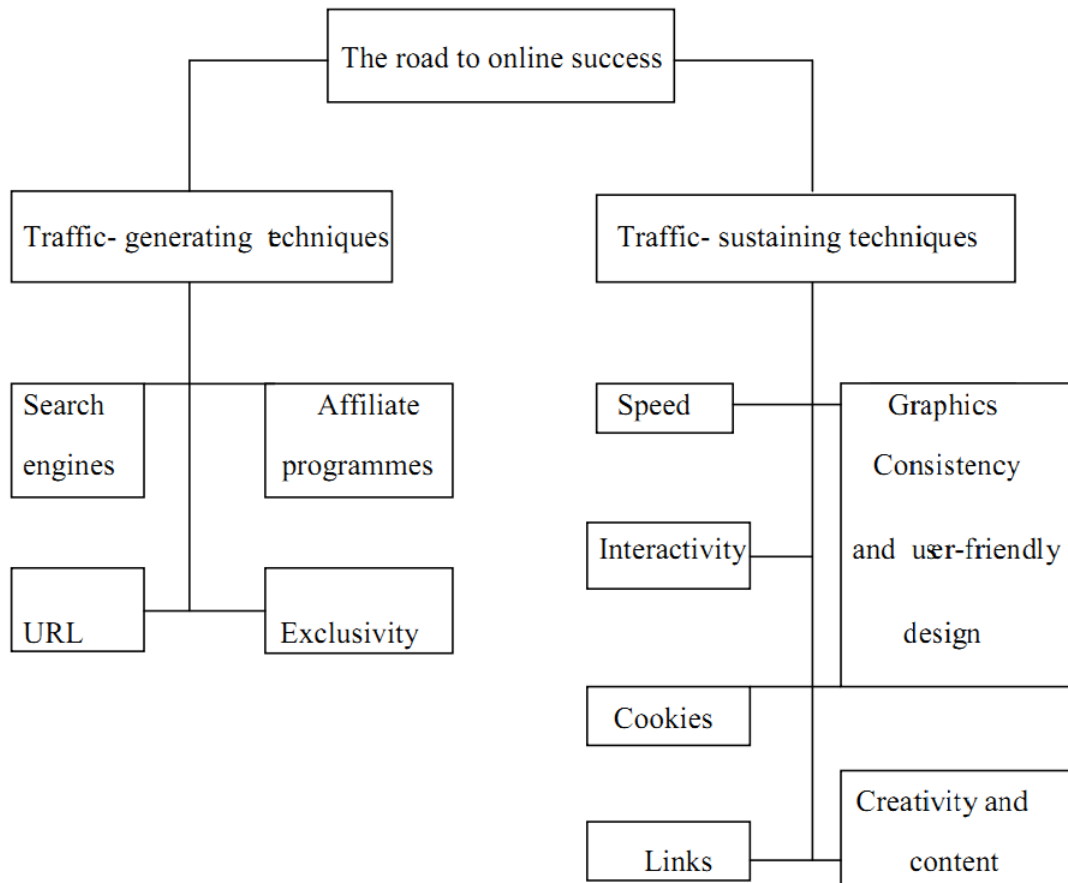 The road to online success
Traffic- generating techniques
Traffic- sustaining techniques
Search
engines
Affiliate
programmes
URL
Exclusivity
Speed
Graphics
Consistency
and user-friendly
design
Interactivity
Cookies
Links
Creativity and
content